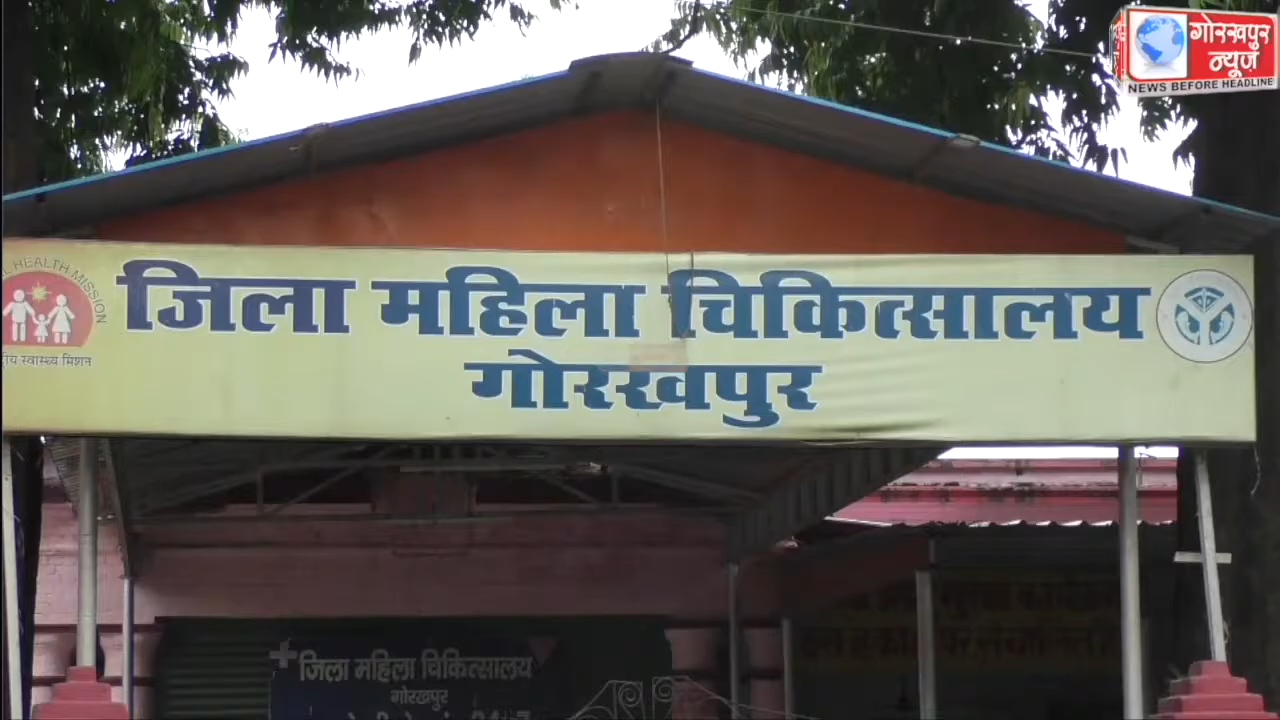 गोरखपुर
न्यूज़
NEWS BEFORE HEADLINE
HEALTH MISSION
स्वास्थ्य मिशन
जिला महिला चिकित्सालय
गोरखपुर
जिला महिला चिकित्सालय
गोरखपुर